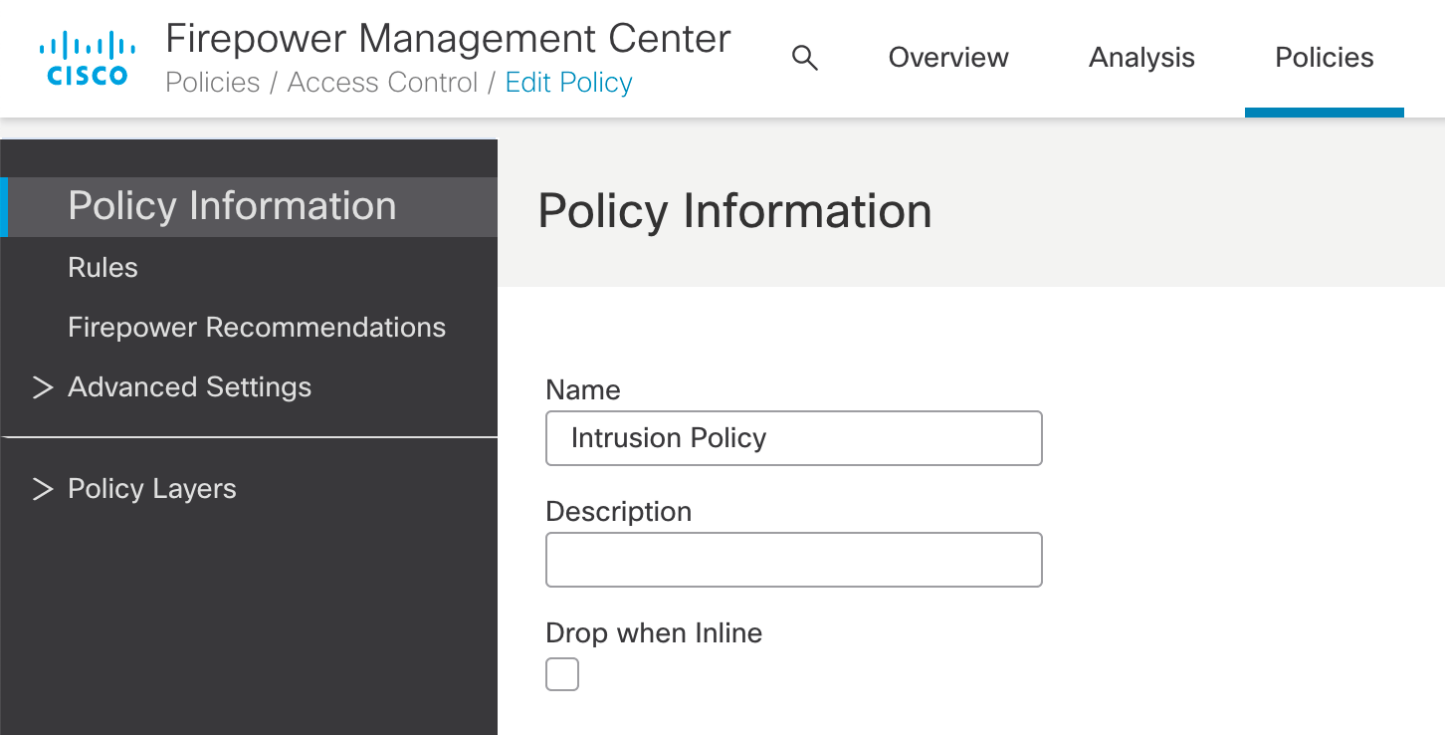 CISCO
Firepower Management Center
Policies / Access Control / Edit Policy
Overview
Analysis
Policies
Policy Information
Rules
Firepower Recommendations
Advanced Settings
Policy Layers
Policy Information
Name
Intrusion Policy
Description
Drop when Inline